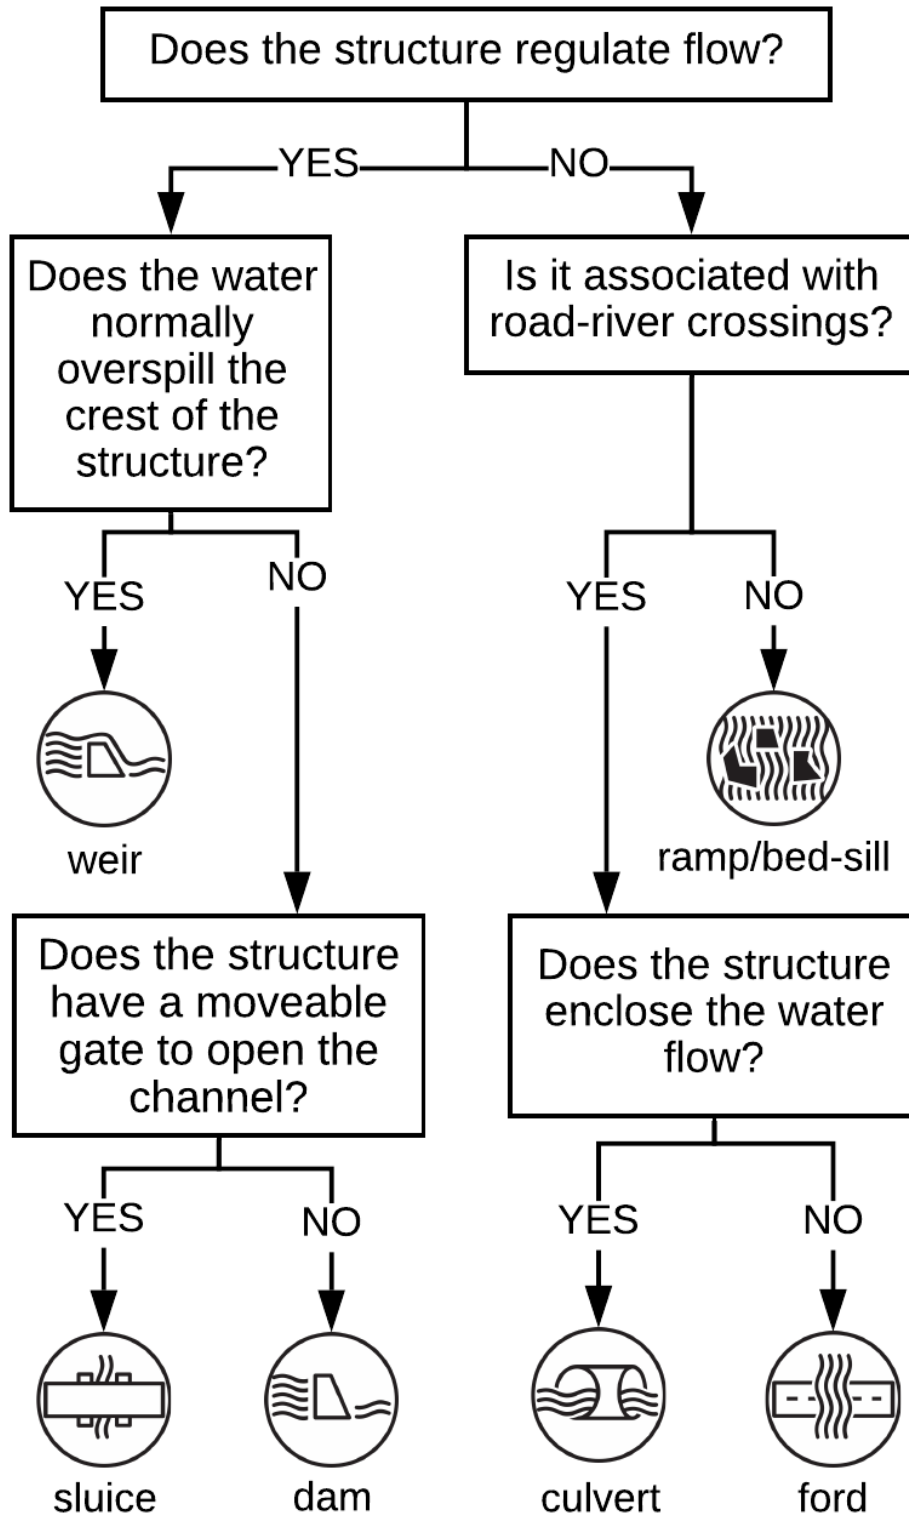 Does the structure regulate flow?
YES
NO
Does the water
normally
overspill the
crest of the
structure?
Is it associated with
road-river crossings?
YES
NO
YES
NO
weir
ramp/bed-sill
Does the structure
have a moveable
gate to open the
channel?
Does the structure
enclose the water
flow?
YES
NO
YES
NO
sluice
dam
culvert
ford